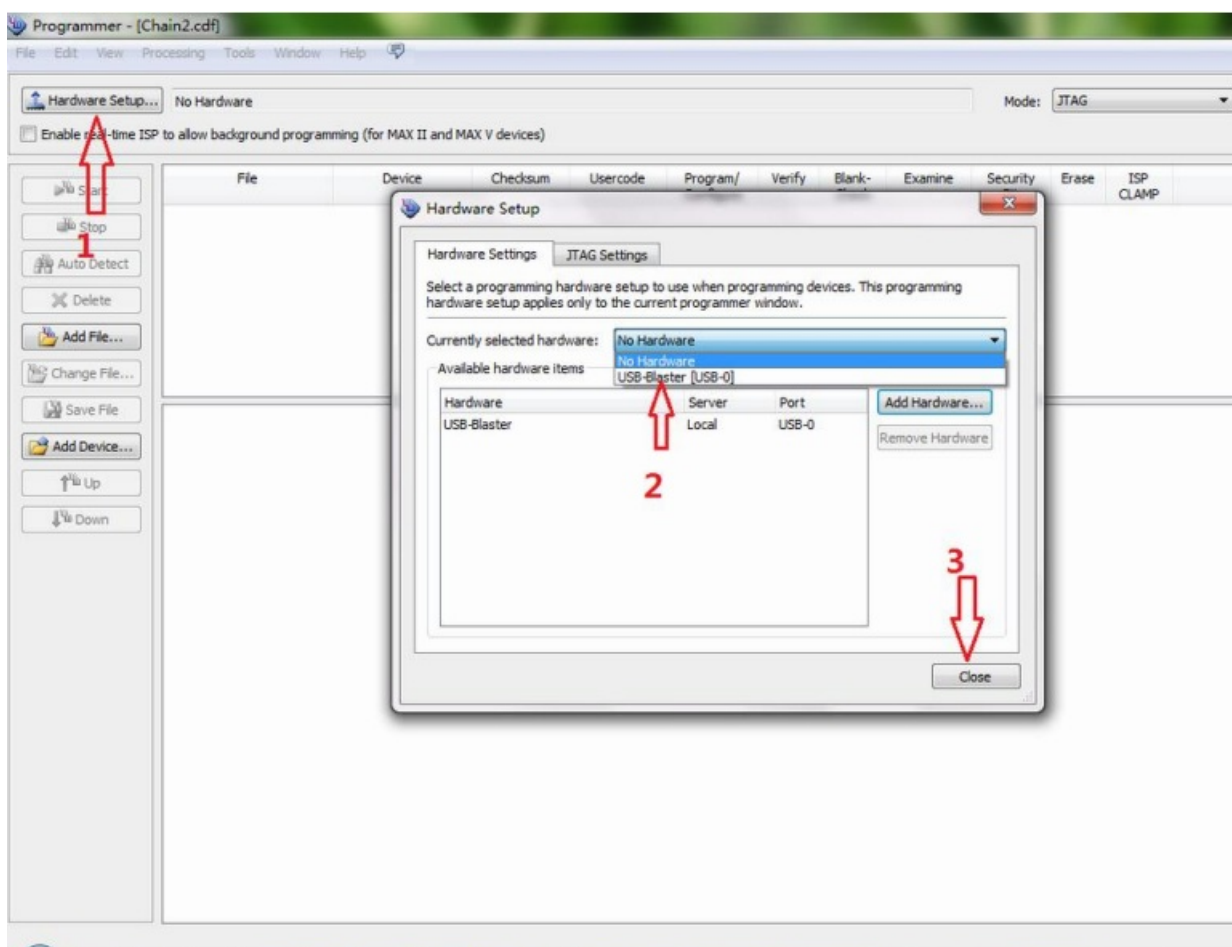 Programmer - [Chain2.cdf]
File Edit View Processing Tools Window Help
Hardware Setup... No Hardware Mode: JTAG
Enable real-time ISP to allow background programming (for MAX II and MAX V devices)
File Device Checksum Usercode Program/ Verify Blank- Examine Security Erase ISP
CLAMP
Start
Stop
1
Auto Detect
Delete
Add File...
Change File...
Save File
Add Device...
Up
Down
Hardware Setup
Hardware Settings JTAG Settings
Select a programming hardware setup to use when programming devices. This programming
hardware setup applies only to the current programmer window.
Currently selected hardware: No Hardware
No Hardware
Available hardware items
USB-Blaster [USB-0]
Hardware Server Port
USB-Blaster Local USB-0
Add Hardware...
Remove Hardware
2
3
Close